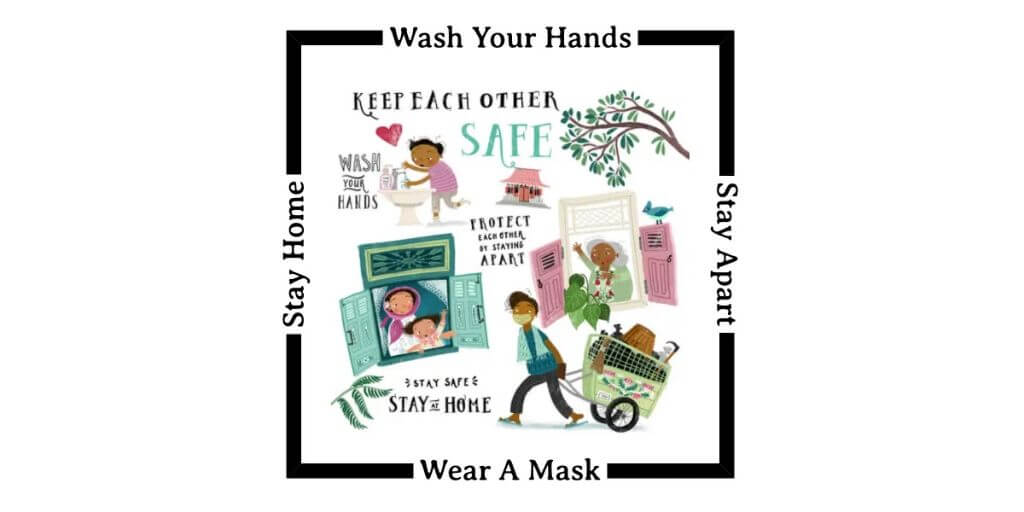 Wash Your Hands
KEEP EACH OTHER
SAFE
WASH
YOUR
HANDS
PROTECT
EACH OTHER
BY STAYING
APART
Stay Home
Stay Apart
STAY SAFE
STAY AT HOME
Wear A Mask